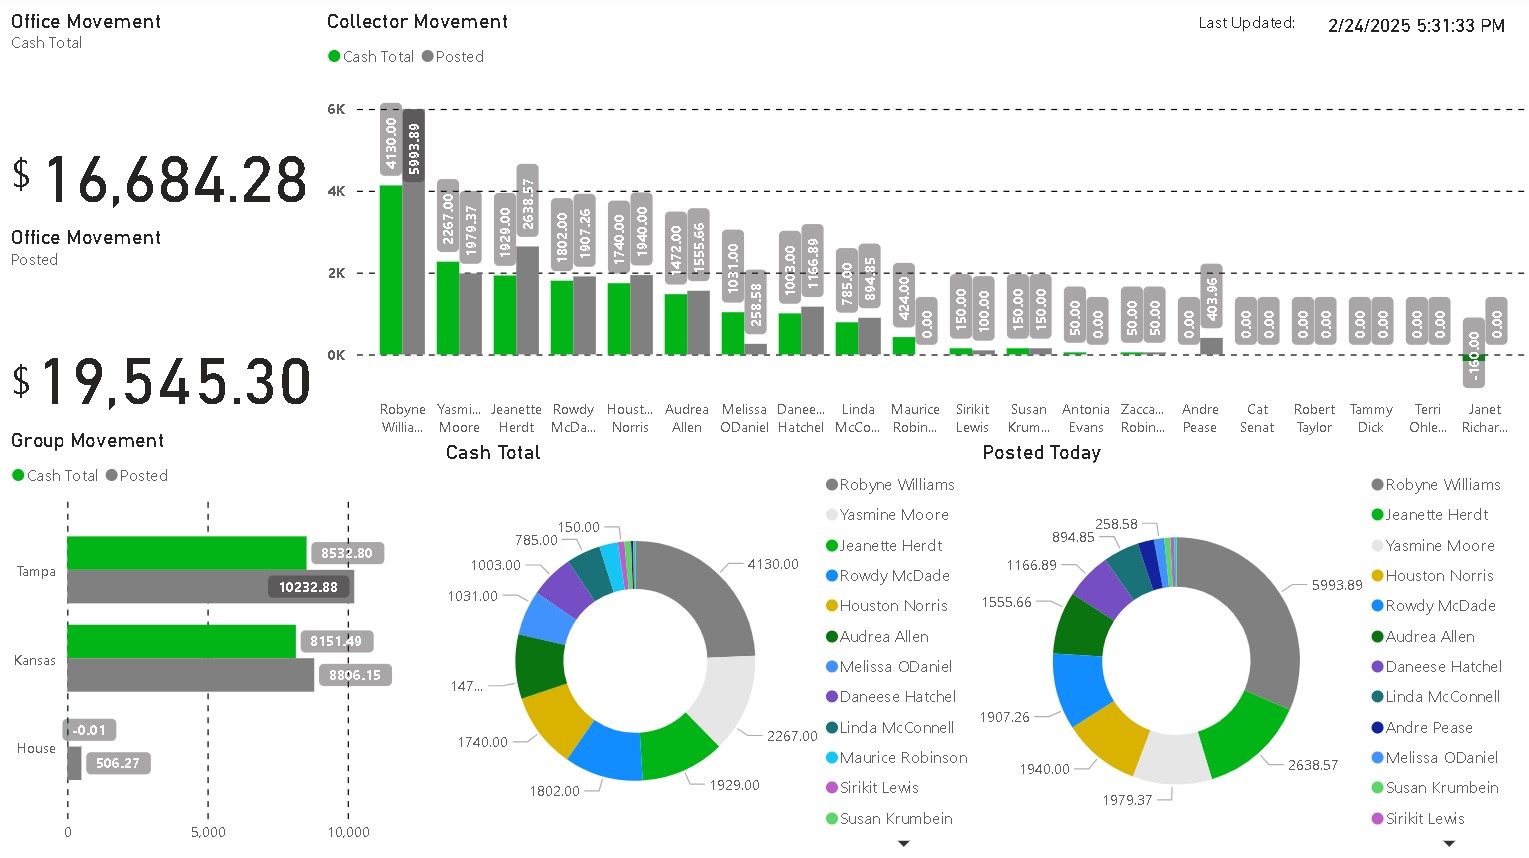 Office Movement
Cash Total
$ 16,684.28
Office Movement
Posted
$ 19,545.30
Collector Movement
Cash Total Posted
Last Updated: 2/24/2025 5:31:33 PM
6K
4K
2K
0K
4130.00 5993.89
2267.00 1979.37
1929.00 2638.57
1802.00 1907.26
1740.00 1940.00
1472.00 1555.66
1031.00 258.58
1003.00 1166.89
785.00 894.85
424.00 0.00
150.00 100.00
150.00 150.00
50.00 0.00
50.00 50.00
0.00 403.96
0.00 0.00
0.00 0.00
0.00 0.00
0.00 0.00
-160.00 0.00
Robyne Willia...
Yasmi... Moore
Jeanette Herdt
Rowdy McDa...
Houst... Norris
Audrea Allen
Melissa ODaniel
Danee... Hatchel
Linda McCo...
Maurice Robin...
Sirikit Lewis
Susan Krum...
Antonia Evans
Zacca... Robin...
Andre Pease
Cat Senat
Robert Taylor
Tammy Dick
Terri Ohle...
Janet Richar...
Group Movement
Cash Total Posted
Tampa
8532.80
10232.88
Kansas
8151.49
8806.15
House
-0.01
506.27
0 5,000 10,000
Cash Total
150.00
785.00
1003.00
1031.00
147...
1740.00
1802.00
1929.00
2267.00
4130.00
Robyne Williams
Yasmine Moore
Jeanette Herdt
Rowdy McDade
Houston Norris
Audrea Allen
Melissa ODaniel
Daneese Hatchel
Linda McConnell
Maurice Robinson
Sirikit Lewis
Susan Krumbein
Posted Today
258.58
894.85
1166.89
1555.66
1907.26
1940.00
1979.37
2638.57
5993.89
Robyne Williams
Jeanette Herdt
Yasmine Moore
Houston Norris
Rowdy McDade
Audrea Allen
Daneese Hatchel
Linda McConnell
Andre Pease
Melissa ODaniel
Susan Krumbein
Sirikit Lewis